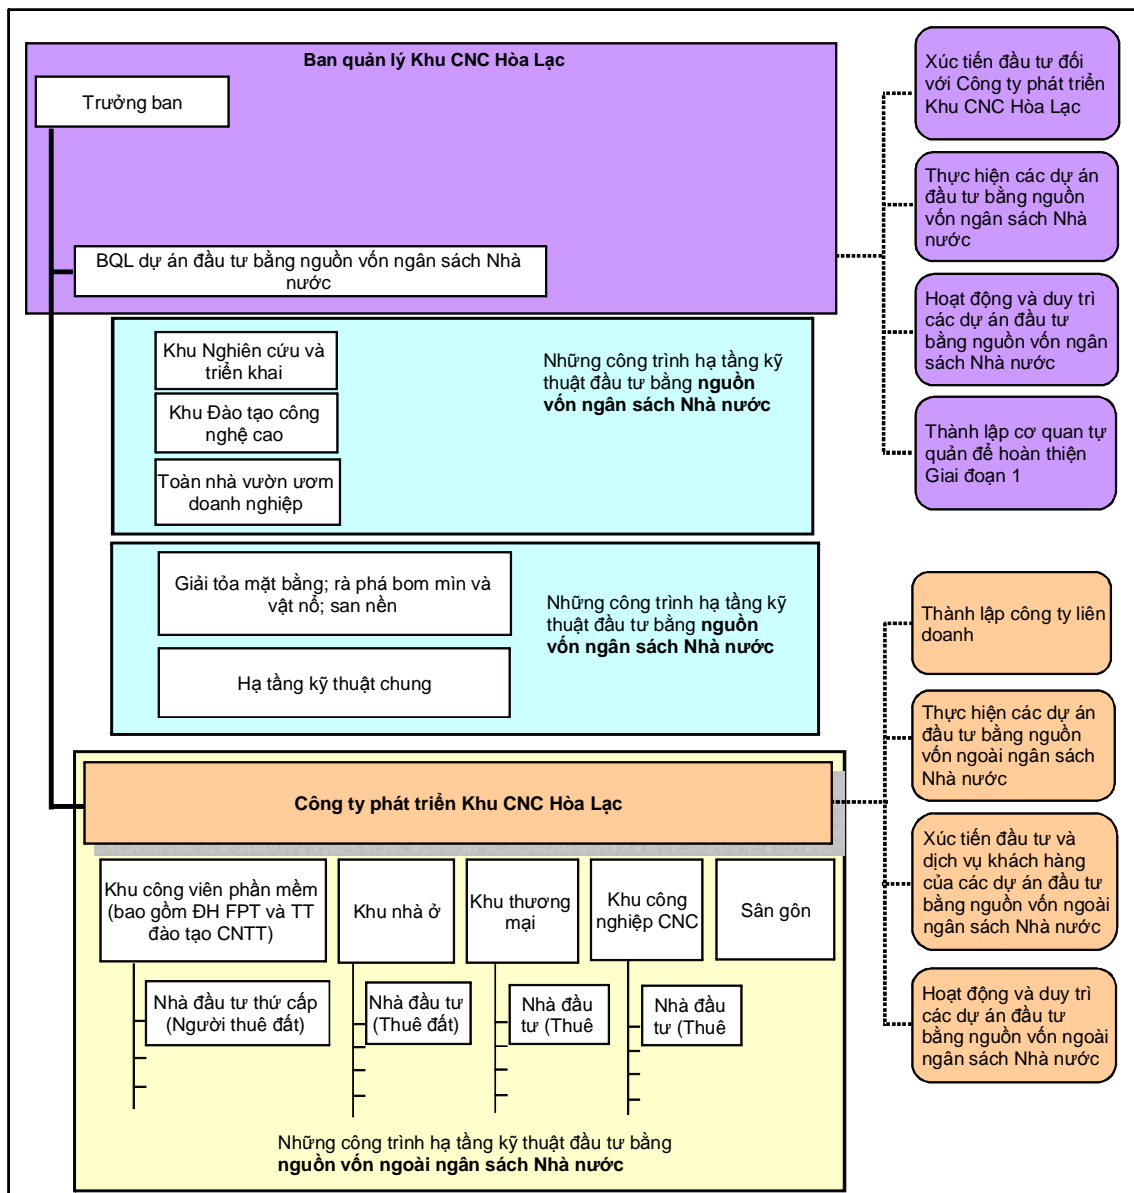 Ban quản lý Khu CNC Hòa Lạc
Trưởng ban
BQL dự án đầu tư bằng nguồn vốn ngân sách Nhà
nước
Xúc tiến đầu tư đối
với Công ty phát triển
Khu CNC Hòa Lạc
Thực hiện các dự án
đầu tư bằng nguồn
vốn ngân sách Nhà
nước
Hoạt động và duy trì
các dự án đầu tư
bằng nguồn vốn ngân
sách Nhà nước
Thành lập cơ quan tự
quản để hoàn thiện
Giai đoạn 1
Khu Nghiên cứu và
triển khai
Khu Đào tạo công
nghệ cao
Toàn nhà vườn ươm
doanh nghiệp
Những công trình hạ tầng kỹ
thuật đầu tư bằng nguồn
vốn ngân sách Nhà nước
Giải tỏa mặt bằng; rà phá bom mìn và
vật nổ; san nền
Hạ tầng kỹ thuật chung
Những công trình hạ tầng kỹ
thuật đầu tư bằng nguồn
vốn ngân sách Nhà nước
Công ty phát triển Khu CNC Hòa Lạc
Thành lập công ty liên
doanh
Thực hiện các dự án
đầu tư bằng nguồn
vốn ngoài ngân sách
Nhà nước
Xúc tiến đầu tư và
dịch vụ khách hàng
của các dự án đầu tư
bằng nguồn vốn ngoài
ngân sách Nhà nước
Hoạt động và duy trì
các dự án đầu tư
bằng nguồn vốn ngoài
ngân sách Nhà nước
Khu công viên phần mềm
(bao gồm ĐH FPT và TT
đào tạo CNTT)
Khu nhà ở
Khu thương
mại
Khu công
nghiệp CNC
Sân gôn
Nhà đầu tư thứ cấp
(Người thuê đất)
Nhà đầu tư
(Thuê đất)
Nhà đầu
tư (Thuê
Nhà đầu
tư (Thuê
Những công trình hạ tầng kỹ thuật đầu tư bằng
nguồn vốn ngoài ngân sách Nhà nước